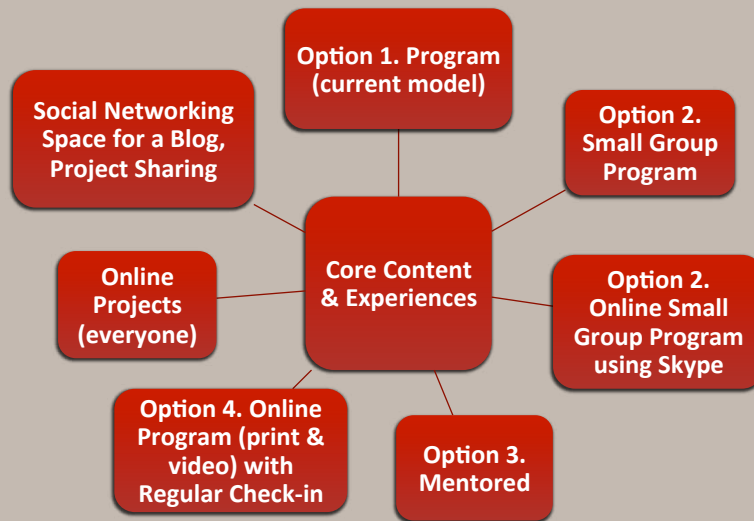 Option 1. Program
(current model)
Social Networking
Space for a Blog,
Project Sharing
Option 2.
Small Group
Program
Core Content
& Experiences
Online
Projects
(everyone)
Option 2.
Online Small
Group Program
using Skype
Option 4. Online
Program (print &
video) with
Regular Check-in
Option 3.
Mentored